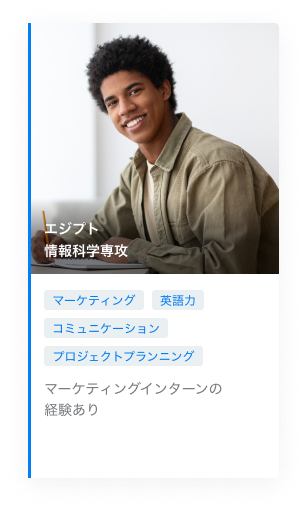 エジプト
情報科学専攻
マーケティング 英語力
コミュニケーション
プロジェクトプランニング
マーケティングインターンの
経験あり